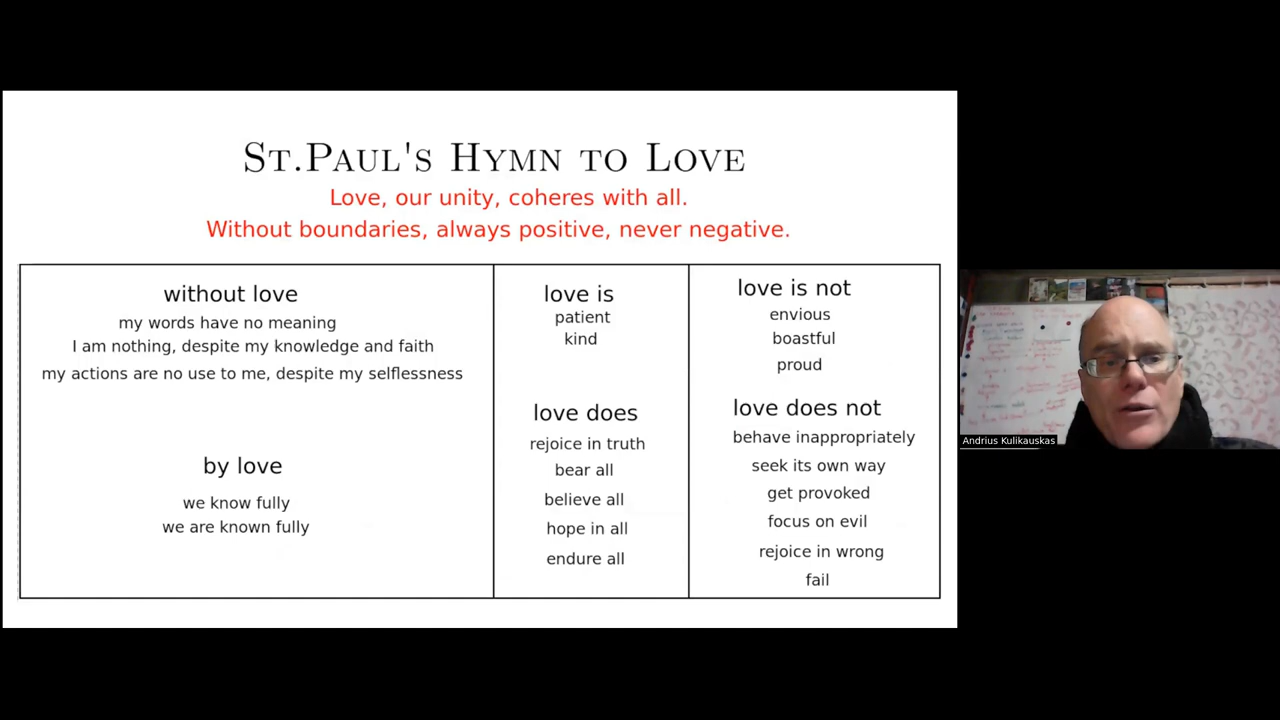 St.Paul's Hymn to Love
Love, our unity, coheres with all.
Without boundaries, always positive, never negative.
without love
my words have no meaning
I am nothing, despite my knowledge and faith
my actions are no use to me, despite my selflessness
by love
we know fully
we are known fully
love is
patient
kind
love does
rejoice in truth
bear all
believe all
hope in all
endure all
love is not
envious
boastful
proud
love does not
behave inappropriately
seek its own way
get provoked
focus on evil
rejoice in wrong
fail
Andrius Kulikauskas